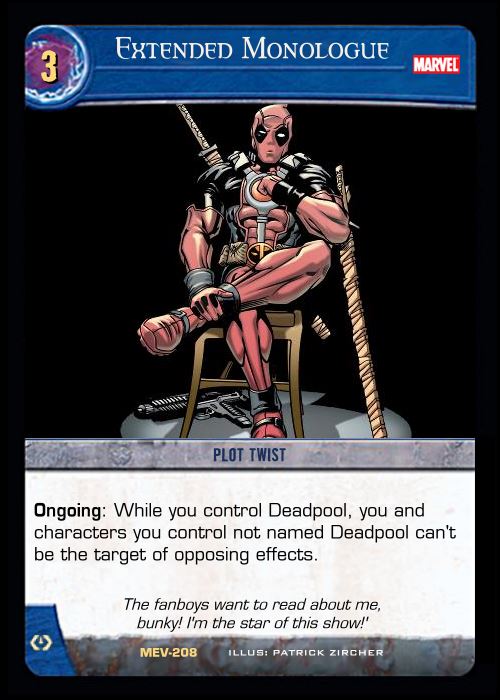 3
Extended Monologue
MARVEL
PLOT TWIST
Ongoing: While you control Deadpool, you and
characters you control not named Deadpool can't
be the target of opposing effects.
The fanboys want to read about me,
bunky! I'm the star of this show!'
MEV-208 ILLUS: PATRICK ZIRCHER